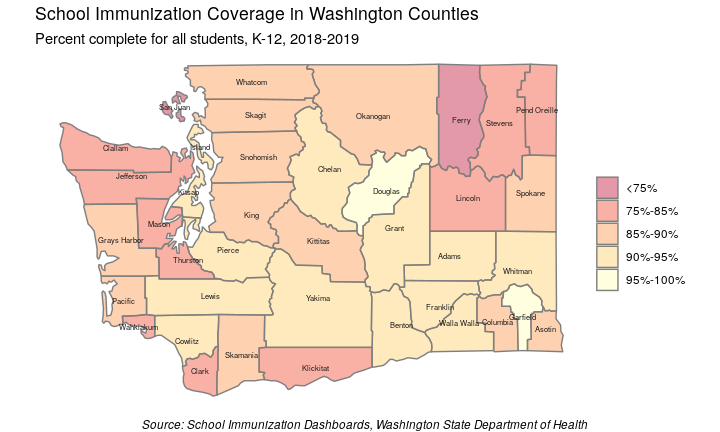 School Immunization Coverage in Washington Counties
Percent complete for all students, K-12, 2018-2019
Whatcom
San Juan
Skagit
Okanogan
Ferry
Stevens
Pend Oreille
Clallam
Island
Snohomish
Chelan
Jefferson
Kitsap
Douglas
Lincoln
Spokane
Mason
King
Grant
Grays Harbor
Kittitas
Pierce
Thurston
Adams
Whitman
Pacific
Lewis
Yakima
Franklin
Garfield
Wahkiakum
Benton
Walla Walla
Columbia
Asotin
Cowlitz
Skamania
Clark
Klickitat
<75%
75%-85%
85%-90%
90%-95%
95%-100%
Source: School Immunization Dashboards, Washington State Department of Health